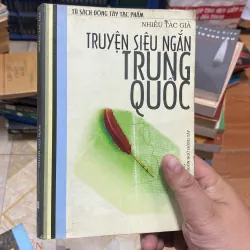 TỦ SÁCH ĐÔNG TÂY TÁC PHẨM
NHIỀU TÁC GIẢ
TRUYỆN SIÊU NGẮN
TRUNG
QUỐC